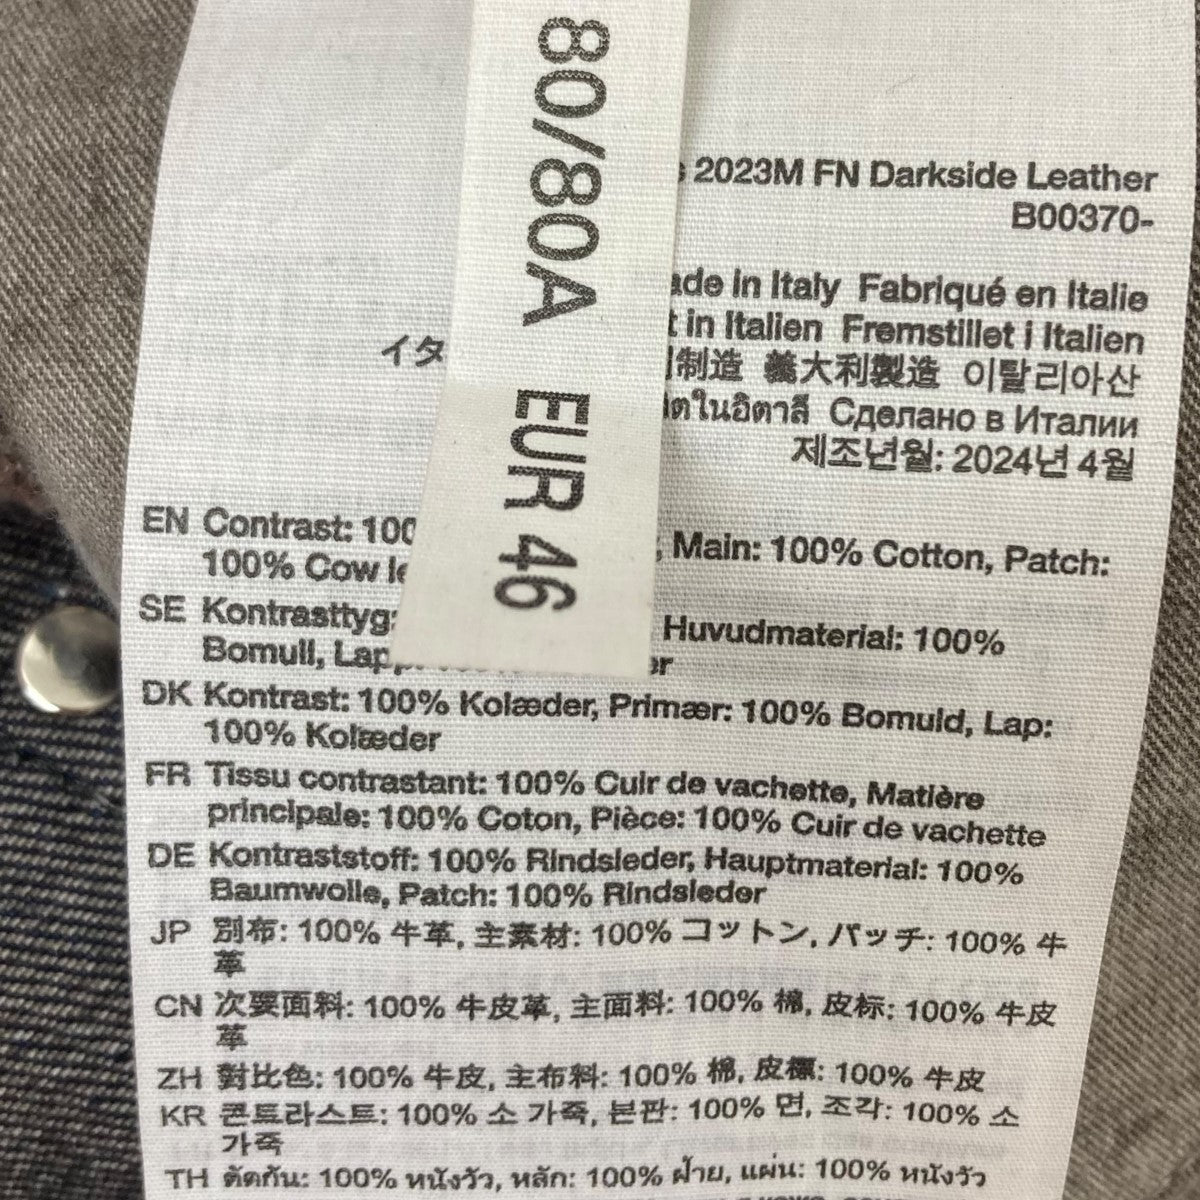 80/80A EUR 46
2023M FN Darkside Leather
B00370-
ade in Italy Fabriqué en Italie
t in Italien Fremstillet i Italien
イタ 制造 義大利製造 이탈리아산
ตในอิตาลี Сделано в Италии
제조년월: 2024년 4월
EN Contrast: 100 Main: 100% Cotton, Patch:
100% Cow le
SE Kontrasttyg: Huvudmaterial: 100%
Bomull, Lapp er
DK Kontrast: 100% Kolæder, Primær: 100% Bomuld, Lap:
100% Kolæder
FR Tissu contrastant: 100% Cuir de vachette, Matière
principale: 100% Coton, Pièce: 100% Cuir de vachette
DE Kontraststoff: 100% Rindsleder, Hauptmaterial: 100%
Baumwolle, Patch: 100% Rindsleder
JP 別布: 100% 牛革, 主素材: 100% コットン, パッチ: 100% 牛
革
CN 次要面料: 100% 牛皮革, 主面料: 100% 棉, 皮标: 100% 牛皮
革
ZH 對比色: 100% 牛皮, 主布料: 100% 棉, 皮標: 100% 牛皮
KR 콘트라스트: 100% 소 가죽, 본판: 100% 면, 조각: 100% 소
가죽
TH ตัดกัน: 100% หนังวัว, หลัก: 100% ฝ้าย, แผ่น: 100% หนังวัว